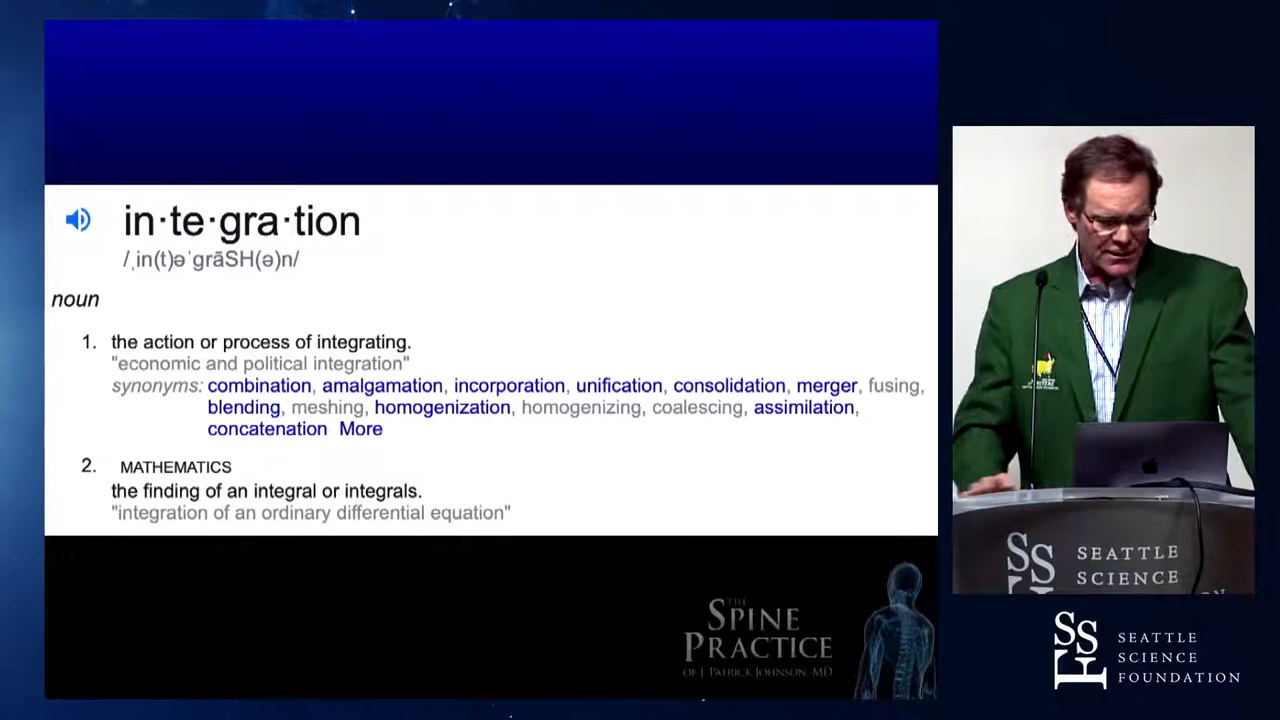 in·te·gra·tion
/ˌin(t)əˈgrāSH(ə)n/
noun
1. the action or process of integrating.
"economic and political integration"
synonyms: combination, amalgamation, incorporation, unification, consolidation, merger, fusing,
blending, meshing, homogenization, homogenizing, coalescing, assimilation,
concatenation More
2. MATHEMATICS
the finding of an integral or integrals.
"integration of an ordinary differential equation"
THE
SPINE
PRACTICE
OF J. PATRICK JOHNSON, MD
SSF
SEATTLE
SCIENCE
SSF
SEATTLE
SCIENCE
FOUNDATION